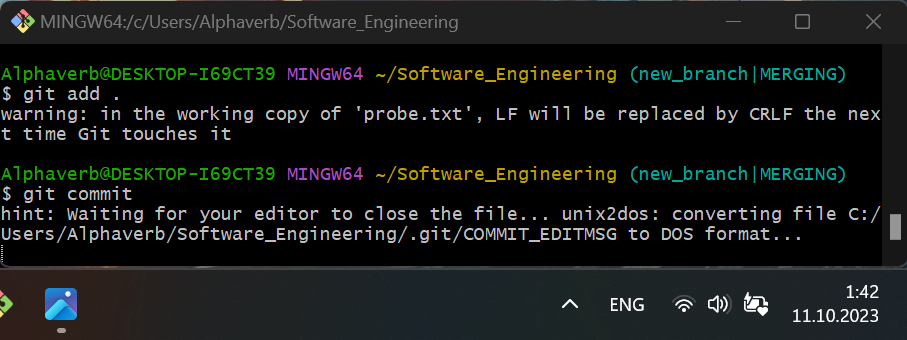 MINGW64:/c/Users/Alphaverb/Software_Engineering
Alphaverb@DESKTOP-I69CT39 MINGW64 ~/Software_Engineering (new_branch|MERGING)
$ git add .
warning: in the working copy of 'probe.txt', LF will be replaced by CRLF the nex
t time Git touches it
Alphaverb@DESKTOP-I69CT39 MINGW64 ~/Software_Engineering (new_branch|MERGING)
$ git commit
hint: Waiting for your editor to close the file... unix2dos: converting file C:/
Users/Alphaverb/Software_Engineering/.git/COMMIT_EDITMSG to DOS format...
ENG
1:42
11.10.2023